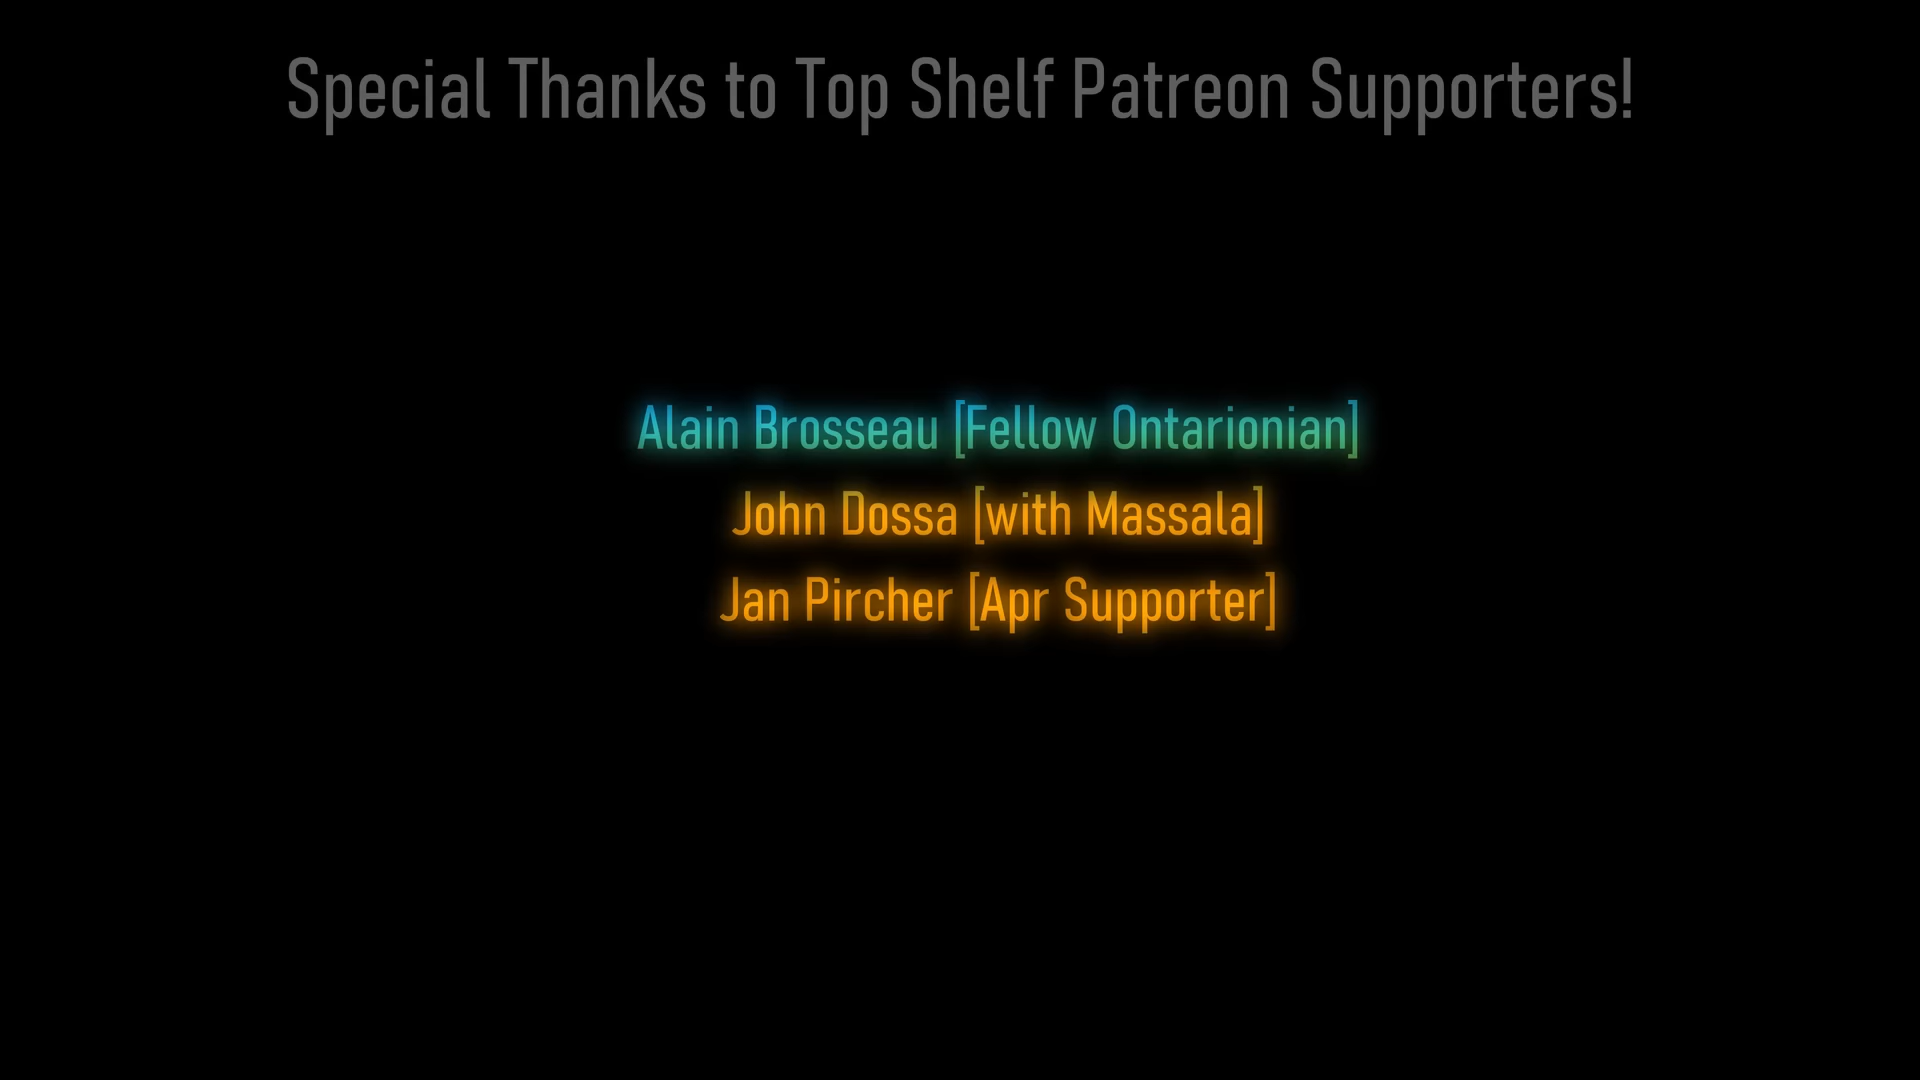 Special Thanks to Top Shelf Patreon Supporters!
Alain Brosseau [Fellow Ontarionian]
John Dossa [with Massala]
Jan Pircher [Apr Supporter]